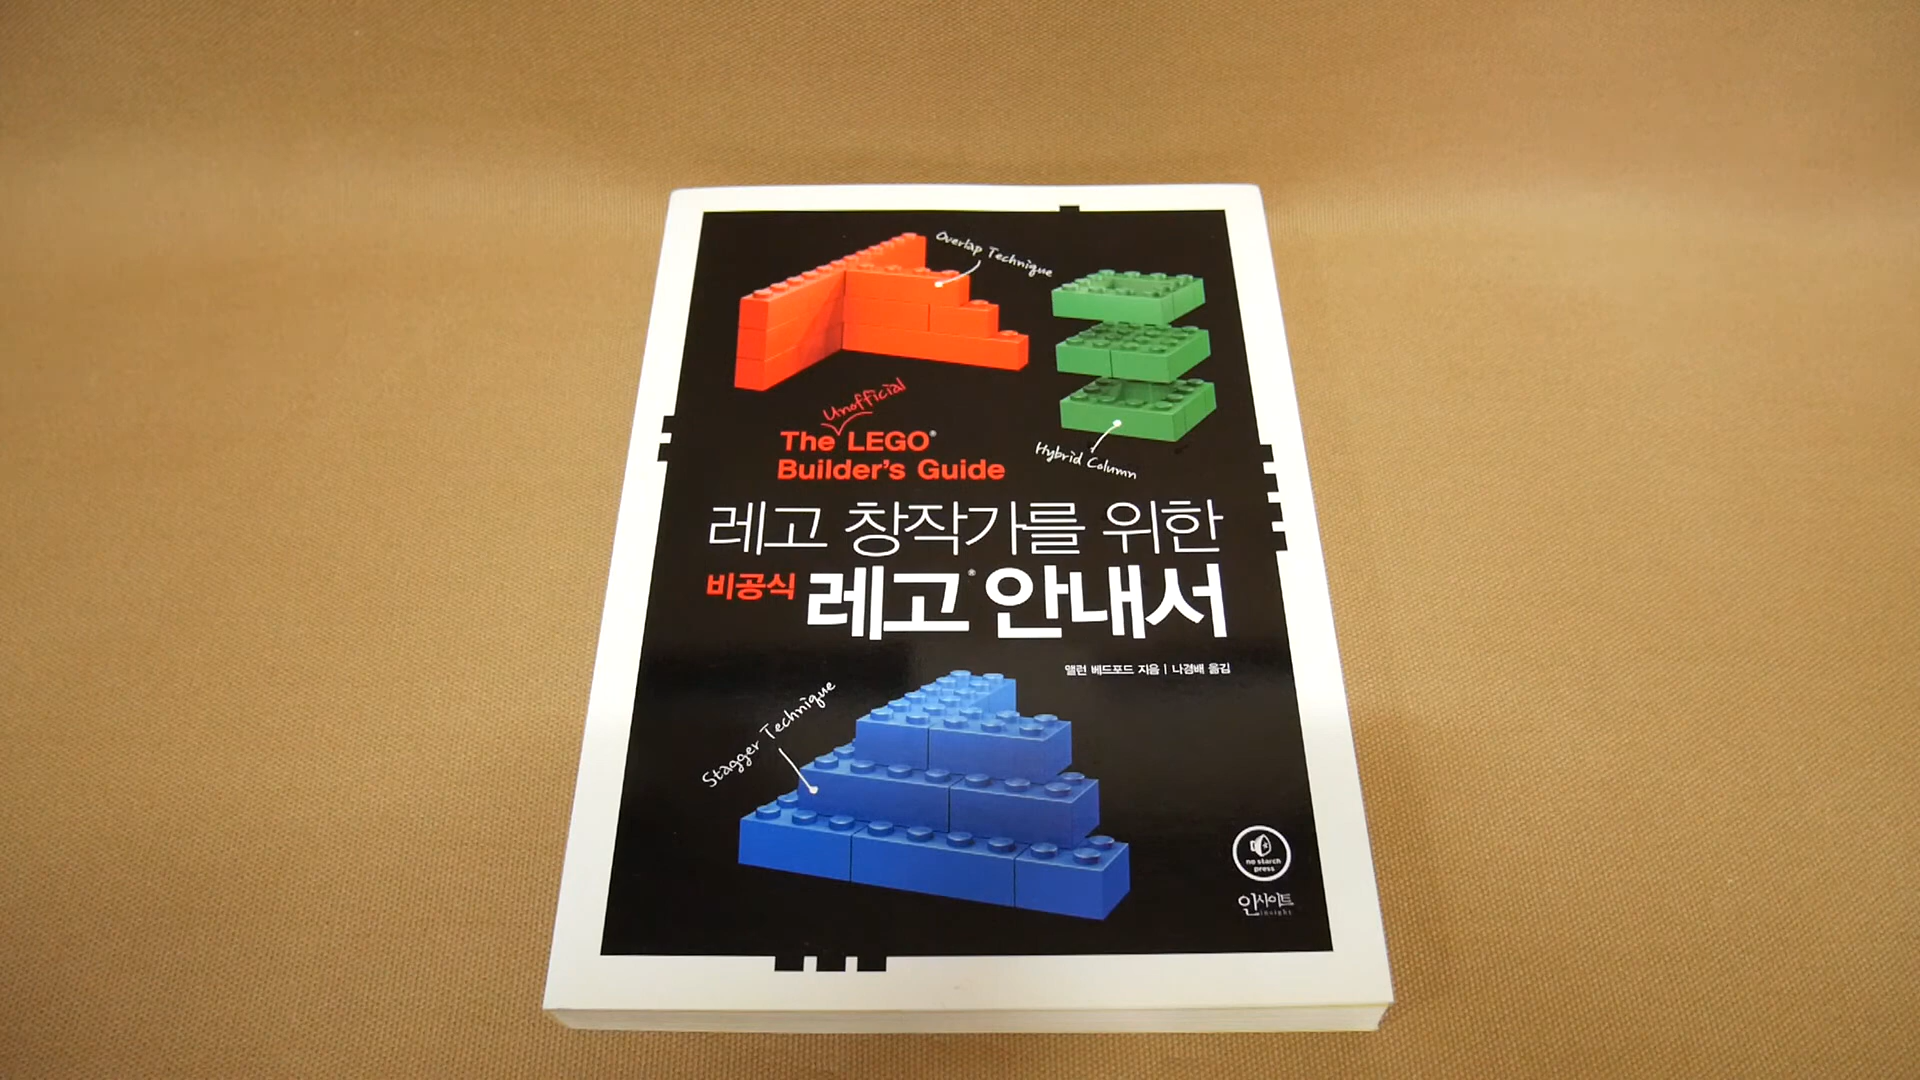 Overlap Technique
Unofficial
The LEGO®
Builder's Guide
Hybrid Column
레고 창작가를 위한
비공식 레고® 안내서
앨런 베드포드 지음 | 나경배 옮김
Stagger Technique
no starch
press
인사이트
insight